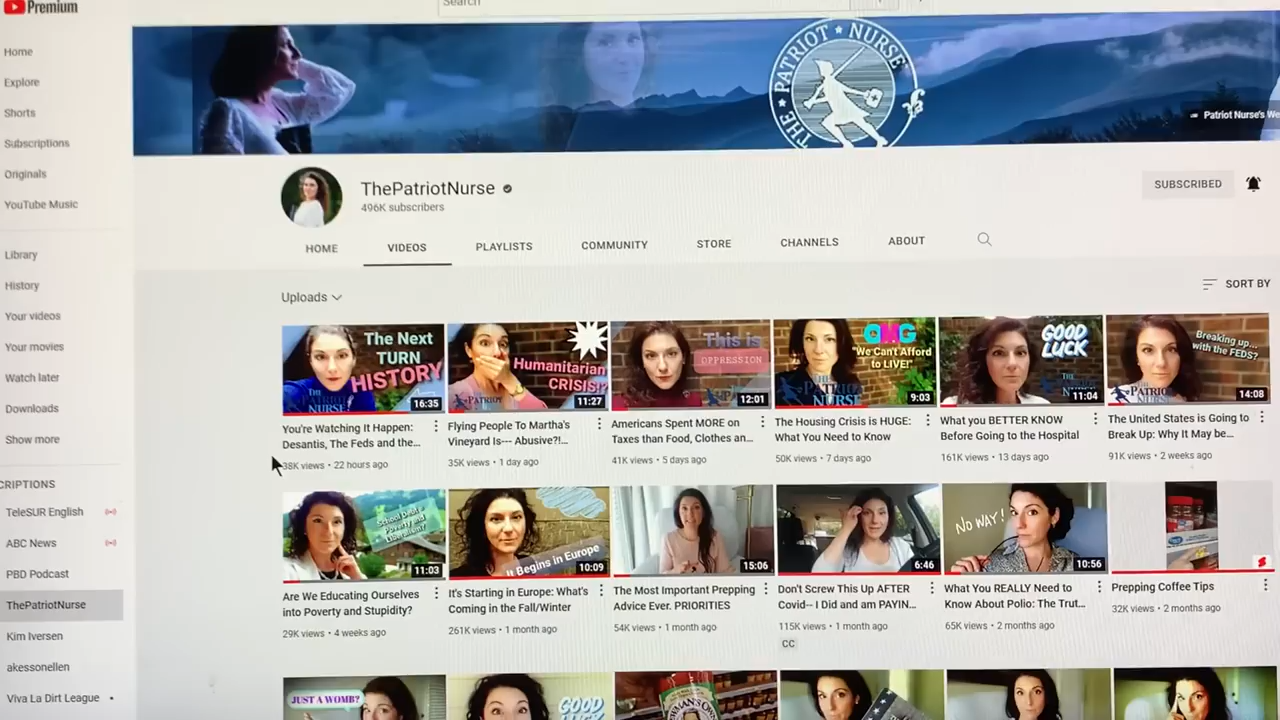 Premium
Search
Home
Explore
Shorts
Subscriptions
Originals
YouTube Music
Library
History
Your videos
Your movies
Watch later
Downloads
Show more
CRIPTIONS
TeleSUR English
ABC News
PBD Podcast
ThePatriotNurse
Kim Iversen
akessonellen
Viva La Dirt League
THE PATRIOT ★ NURSE
Patriot Nurse's We
ThePatriotNurse
496K subscribers
SUBSCRIBED
HOME
VIDEOS
PLAYLISTS
COMMUNITY
STORE
CHANNELS
ABOUT
Uploads
SORT BY
The Next
TURN
HISTORY
THE
PATRIOT
NURSE
16:35
Humanitarian
CRISIS!?
PATRIOT
11:27
This is
OPPRESSION
12:01
OMG
"We Can't Afford
to LIVE!"
PATRIOT
NURSE
9:03
GOOD
LUCK
11:04
Breaking up...
with the FEDS?
THE
PATRIOT
NURSE
14:08
You're Watching It Happen:
Desantis, The Feds and the...
38K views • 22 hours ago
Flying People To Martha's
Vineyard Is--- Abusive?!...
35K views • 1 day ago
Americans Spent MORE on
Taxes than Food, Clothes an...
41K views • 5 days ago
The Housing Crisis is HUGE:
What You Need to Know
50K views • 7 days ago
What you BETTER KNOW
Before Going to the Hospital
161K views • 13 days ago
The United States is Going to
Break Up: Why It May be...
91K views • 2 weeks ago
School Debt =
Poverty and
Liberation?
11:03
It Begins in Europe
10:09
15:06
6:46
NO WAY!
10:56
Are We Educating Ourselves
into Poverty and Stupidity?
29K views • 4 weeks ago
It's Starting in Europe: What's
Coming in the Fall/Winter
261K views • 1 month ago
The Most Important Prepping
Advice Ever. PRIORITIES
54K views • 1 month ago
Don't Screw This Up AFTER
Covid-- I Did and am PAYIN...
115K views • 1 month ago
CC
What You REALLY Need to
Know About Polio: The Trut...
65K views • 2 months ago
Prepping Coffee Tips
32K views • 2 months ago
JUST A WOMB?
GOOD
LUCK